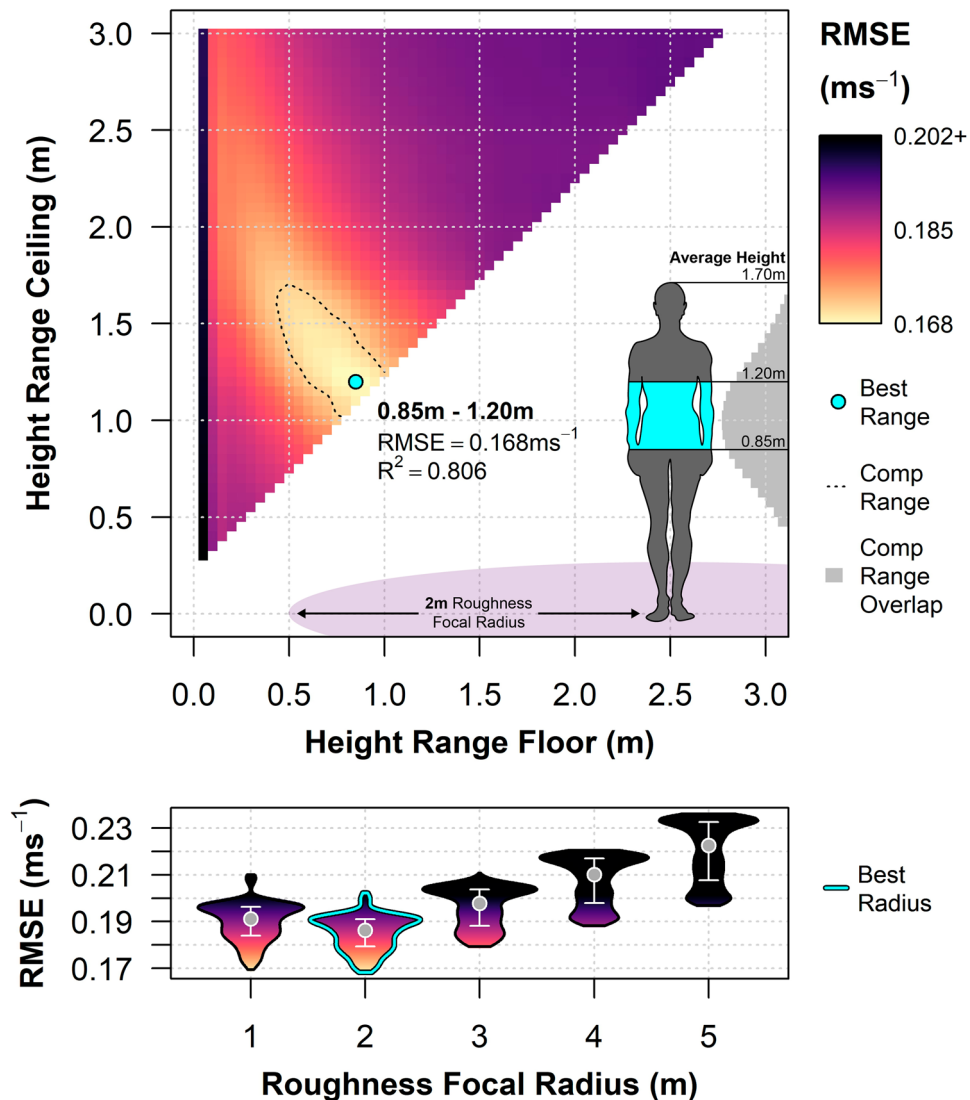 RMSE
(ms⁻¹)
0.202+
0.185
0.168
Height Range Ceiling (m)
3.0
2.5
2.0
1.5
1.0
0.5
0.0
Average Height
1.70m
1.20m
0.85m
0.85m - 1.20m
RMSE = 0.168ms⁻¹
R² = 0.806
2m Roughness
Focal Radius
Best
Range
Comp
Range
Comp
Range
Overlap
0.0 0.5 1.0 1.5 2.0 2.5 3.0
Height Range Floor (m)
RMSE (ms⁻¹)
0.23
0.21
0.19
0.17
Best
Radius
1 2 3 4 5
Roughness Focal Radius (m)